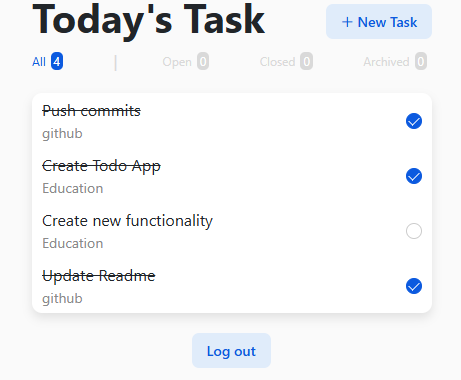 Today's Task
+ New Task
All 4 | Open 0 Closed 0 Archived 0
Push commits
github
Create Todo App
Education
Create new functionality
Education
Update Readme
github
Log out